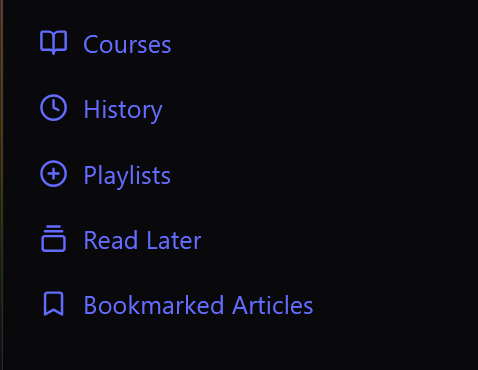 Courses
History
Playlists
Read Later
Bookmarked Articles